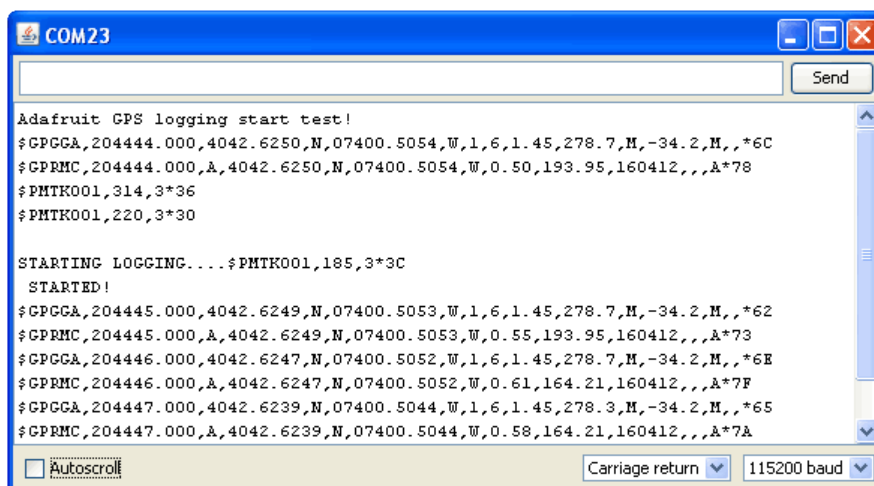 COM23
Send
Adafruit GPS logging start test!
$GPGGA,204444.000,4042.6250,N,07400.5054,W,1,6,1.45,278.7,M,-34.2,M,,*6C
$GPRMC,204444.000,A,4042.6250,N,07400.5054,W,0.50,193.95,160412,,,A*78
$PMTK001,314,3*36
$PMTK001,220,3*30
STARTING LOGGING....$PMTK001,185,3*3C
STARTED!
$GPGGA,204445.000,4042.6249,N,07400.5053,W,1,6,1.45,278.7,M,-34.2,M,,*62
$GPRMC,204445.000,A,4042.6249,N,07400.5053,W,0.55,193.95,160412,,,A*73
$GPGGA,204446.000,4042.6247,N,07400.5052,W,1,6,1.45,278.7,M,-34.2,M,,*6E
$GPRMC,204446.000,A,4042.6247,N,07400.5052,W,0.61,164.21,160412,,,A*7F
$GPGGA,204447.000,4042.6239,N,07400.5044,W,1,6,1.45,278.3,M,-34.2,M,,*65
$GPRMC,204447.000,A,4042.6239,N,07400.5044,W,0.58,164.21,160412,,,A*7A
Autoscroll
Carriage return
115200 baud